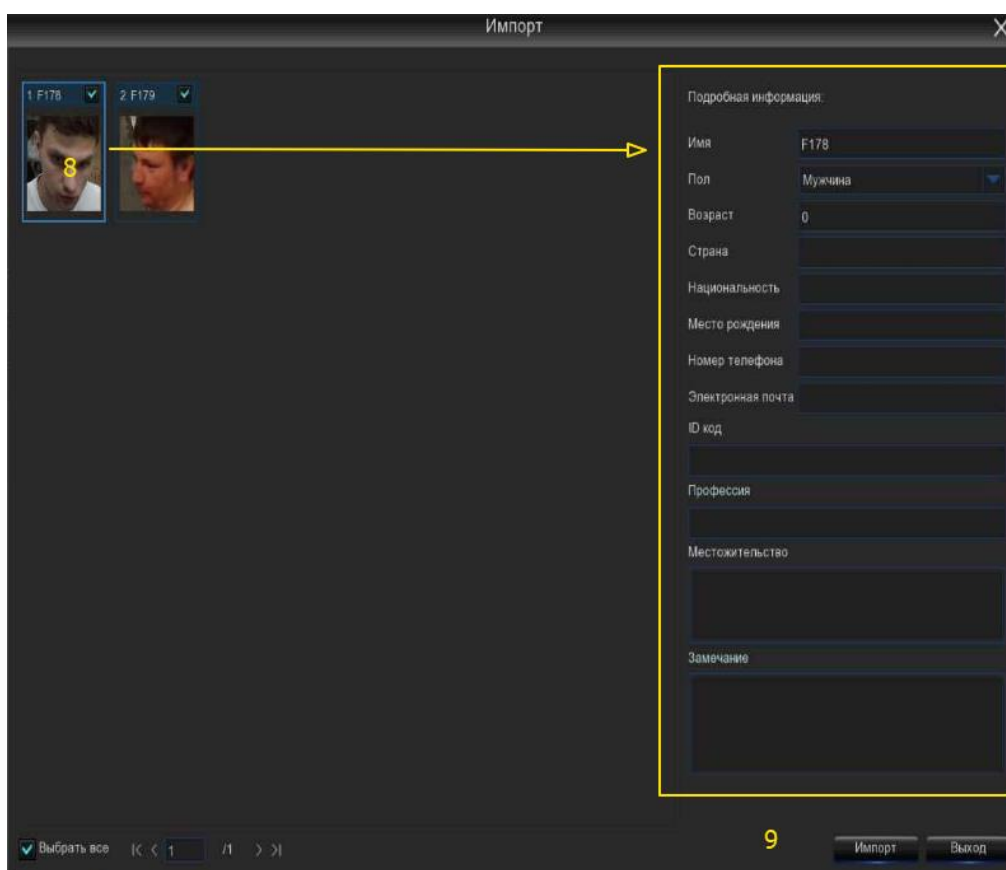 Импорт
1 F178
2 F179
8
Подробная информация:
Имя
F178
Пол
Мужчина
Возраст
0
Страна
Национальность
Место рождения
Номер телефона
Электронная почта
ID код
Профессия
Местожительство
Замечание
9
Выбрать все
1
/1
Импорт
Выход